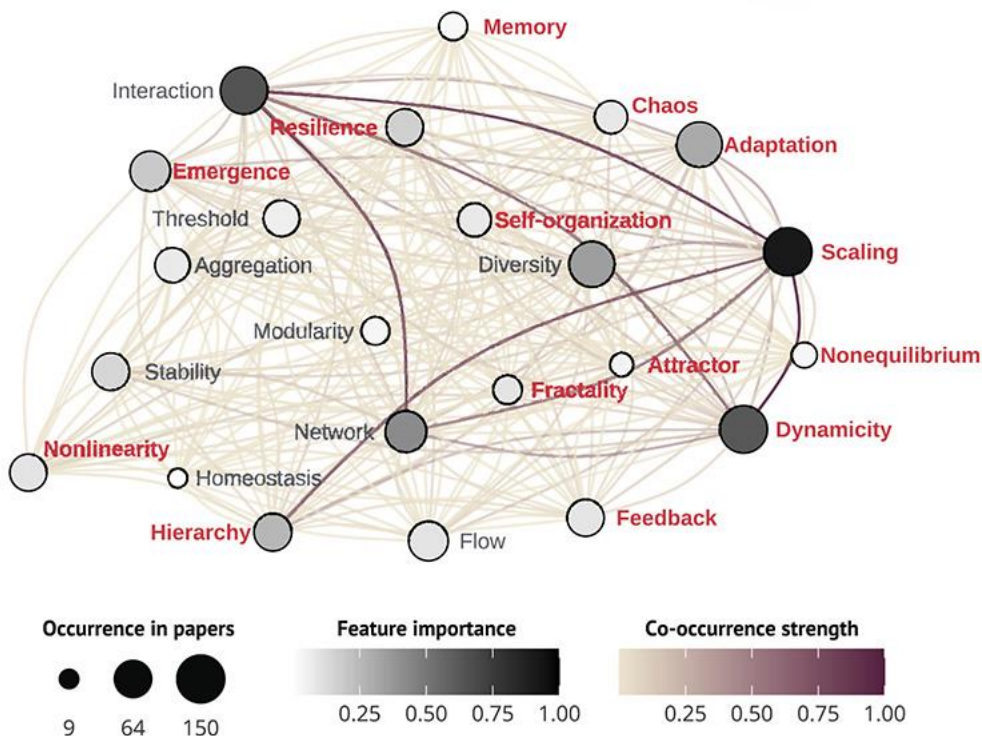 Memory
Interaction
Chaos
Resilience
Adaptation
Emergence
Threshold
Self-organization
Scaling
Aggregation
Diversity
Modularity
Nonequilibrium
Stability
Attractor
Fractality
Network
Dynamicity
Nonlinearity
Homeostasis
Hierarchy
Feedback
Flow
Occurrence in papers
9 64 150
Feature importance
0.25 0.50 0.75 1.00
Co-occurrence strength
0.25 0.50 0.75 1.00